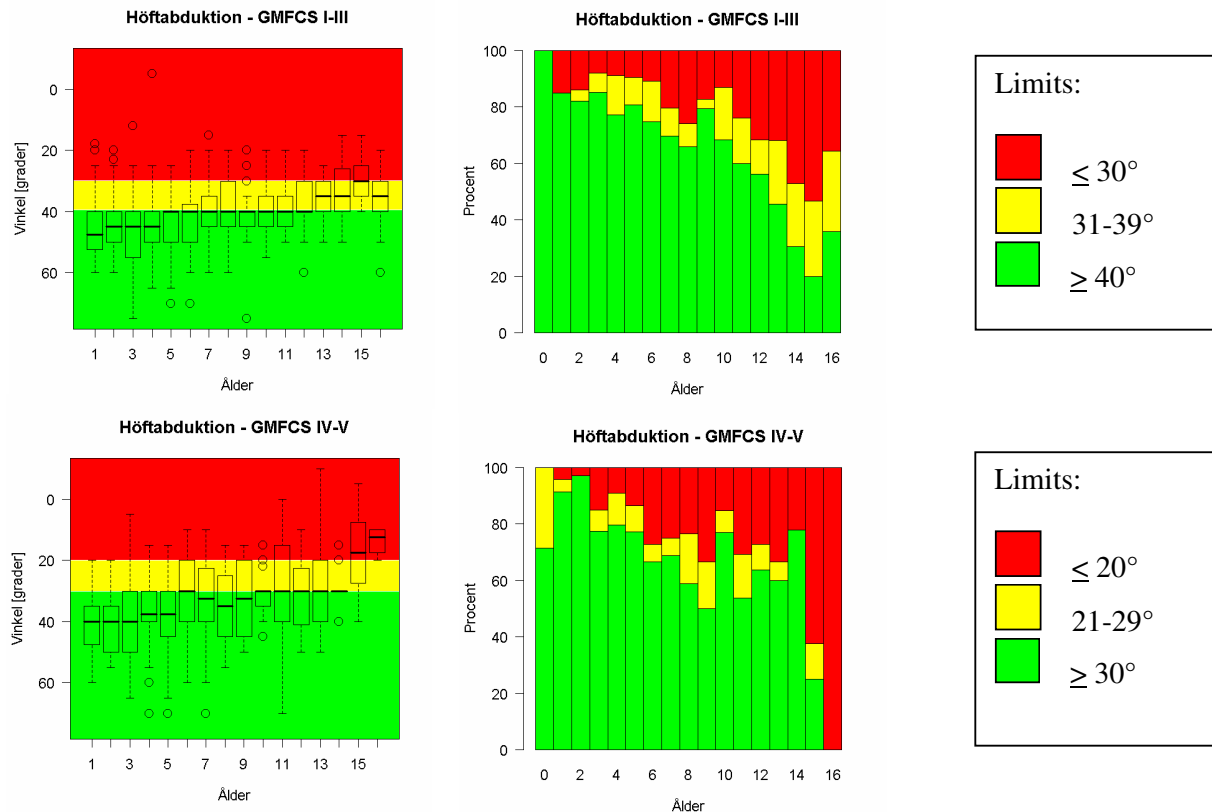 Höftabduktion - GMFCS I-III
Vinkel [grader]
0
20
40
60
1 3 5 7 9 11 13 15
Ålder
Höftabduktion - GMFCS I-III
Procent
100
80
60
40
20
0
0 2 4 6 8 10 12 14 16
Ålder
Limits:
≤ 30°
31-39°
≥ 40°
Höftabduktion - GMFCS IV-V
Vinkel [grader]
0
20
40
60
1 3 5 7 9 11 13 15
Ålder
Höftabduktion - GMFCS IV-V
Procent
100
80
60
40
20
0
0 2 4 6 8 10 12 14 16
Ålder
Limits:
≤ 20°
21-29°
≥ 30°